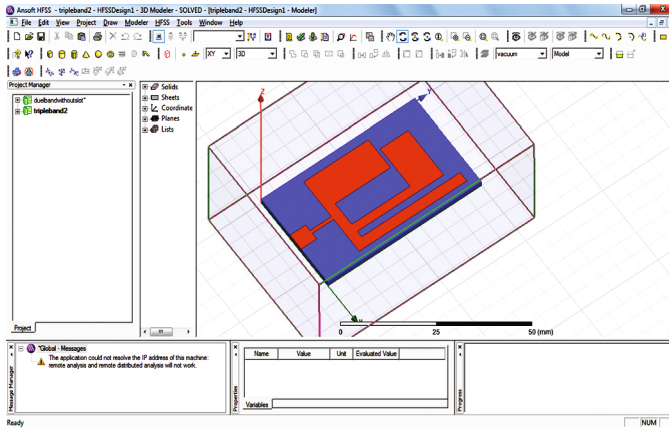 Ansoft HFSS - tripleband2 - HFSSDesign1 - 3D Modeler - SOLVED - [tripleband2 - HFSSDesign1 - Modeler]
File Edit View Project Draw Modeler HFSS Tools Window Help
XY 3D vacuum Model
Project Manager
duelbandwithoutslot*
tripleband2
Project
Solids
Sheets
Coordinate
Planes
Lists
Z
Y
0 25 50 (mm)
Message Manager
*Global - Messages
The application could not resolve the IP address of this machine:
remote analysis and remote distributed analysis will not work.
Properties
Name Value Unit Evaluated Value
Variables
Progress
Ready
NUM